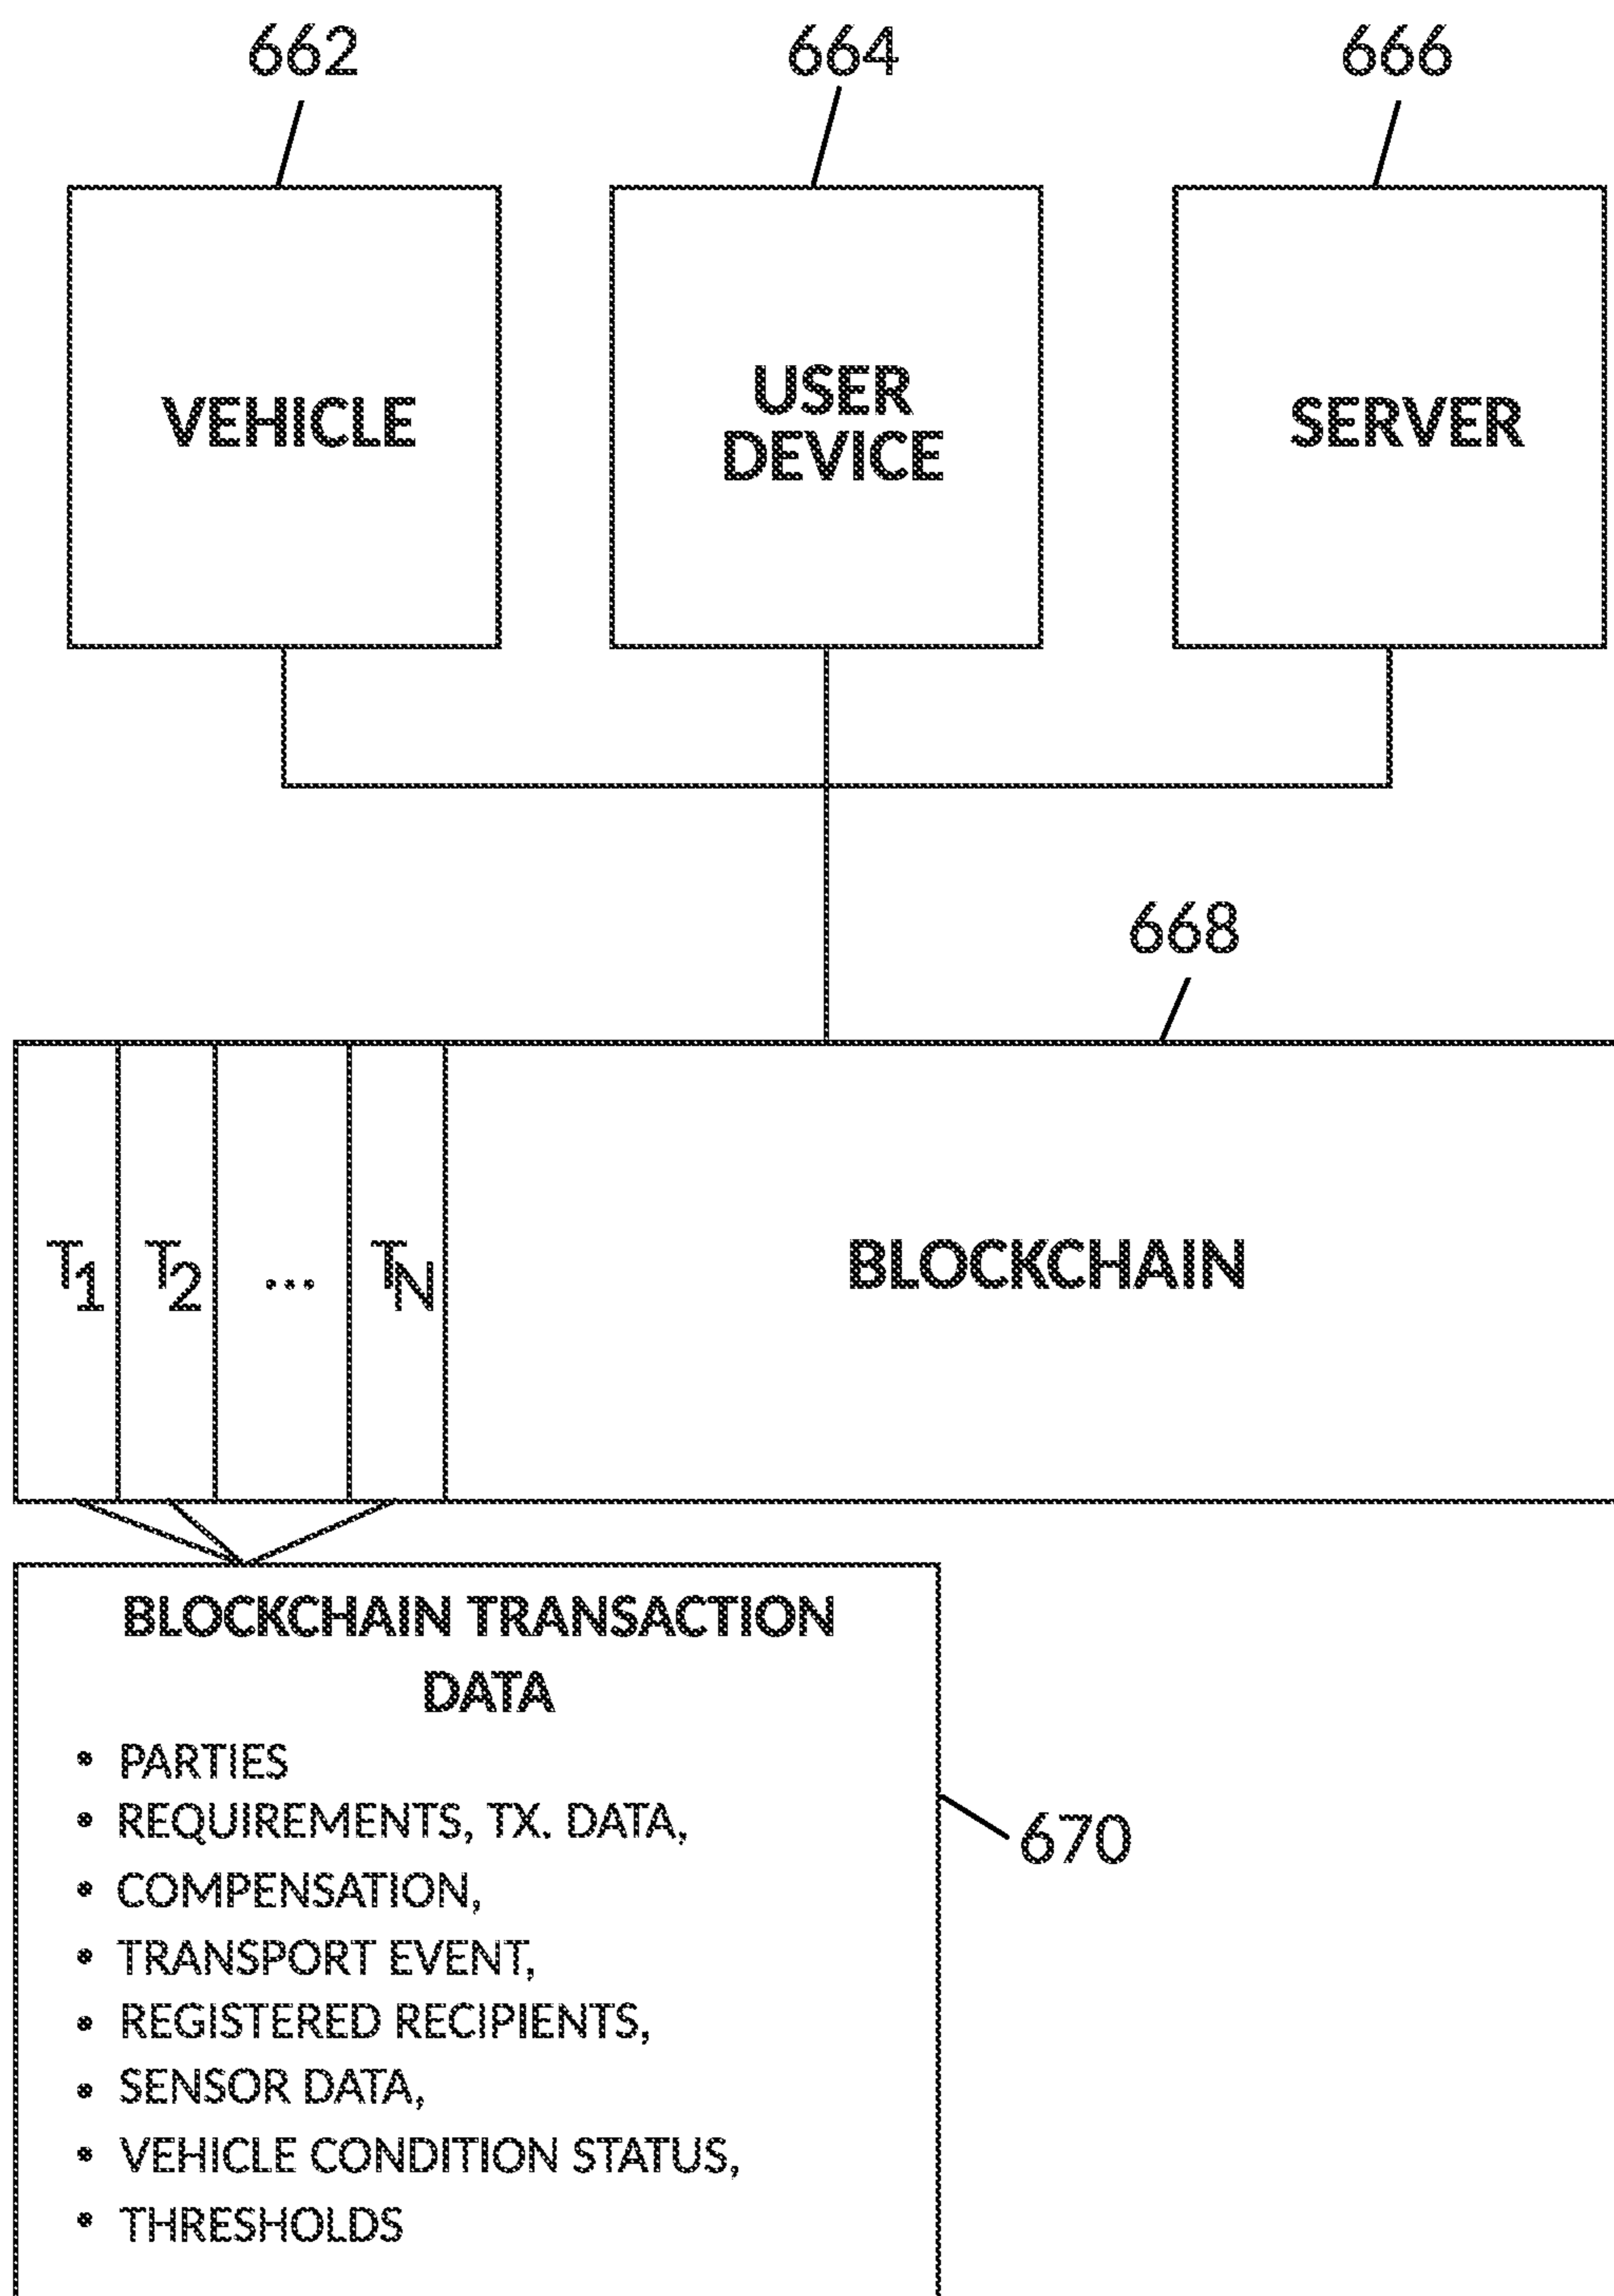 662 664 666
VEHICLE USER DEVICE SERVER
668
T1 T2 ... TN BLOCKCHAIN
BLOCKCHAIN TRANSACTION
DATA
• PARTIES
• REQUIREMENTS, TX. DATA,
• COMPENSATION,
• TRANSPORT EVENT,
• REGISTERED RECIPIENTS,
• SENSOR DATA,
• VEHICLE CONDITION STATUS,
• THRESHOLDS
670